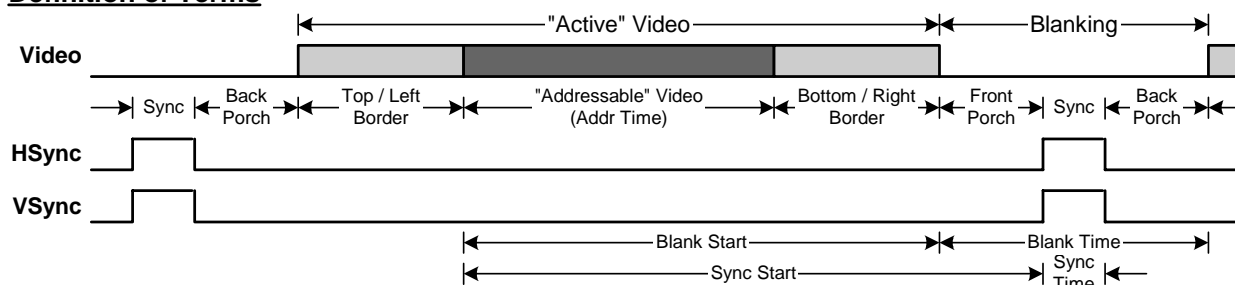 Definition of Terms
"Active" Video
Blanking
Video
Sync
Back
Porch
Top / Left
Border
"Addressable" Video
(Addr Time)
Bottom / Right
Border
Front
Porch
Sync
Back
Porch
HSync
VSync
Blank Start
Blank Time
Sync Start
Sync
Time